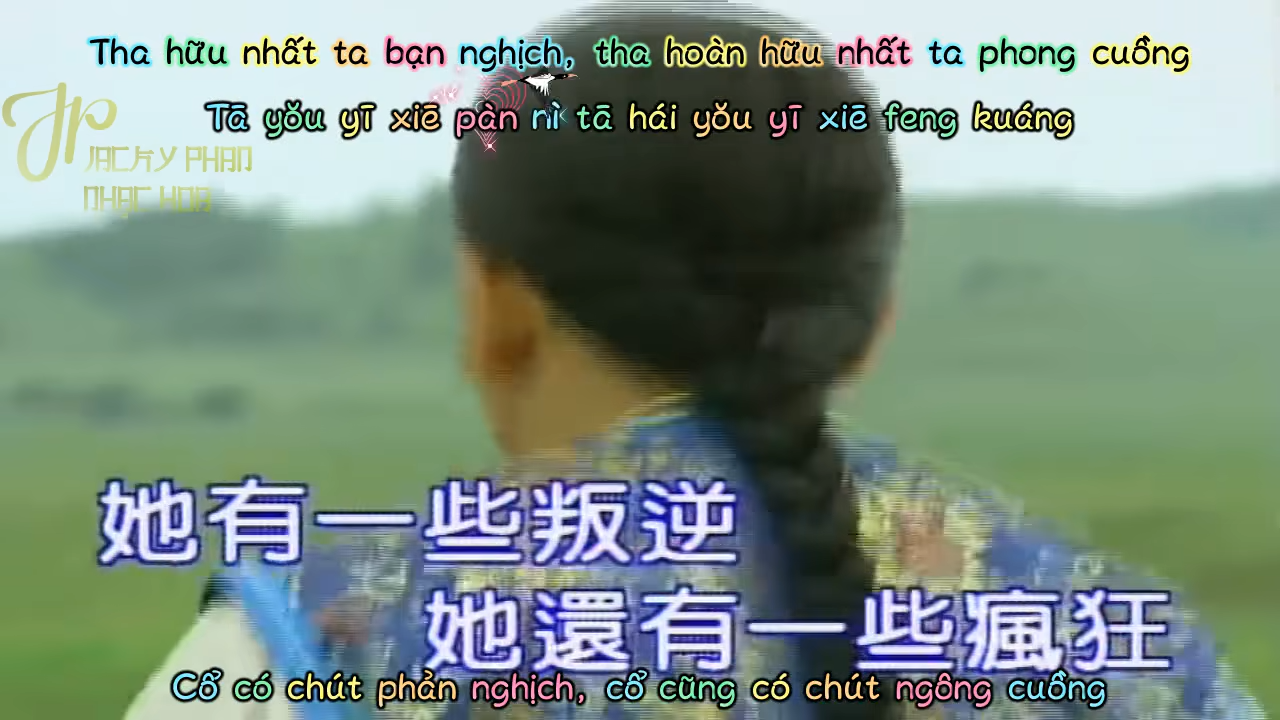 Tha hữu nhất ta bạn nghịch, tha hoàn hữu nhất ta phong cuồng
Tā yǒu yī xiē pàn nì tā hái yǒu yī xiē feng kuáng
JP
JACKY PHAN
NHẠC HOA
她有一些叛逆
她還有一些瘋狂
Cổ có chút phản nghịch, cổ cũng có chút ngông cuồng